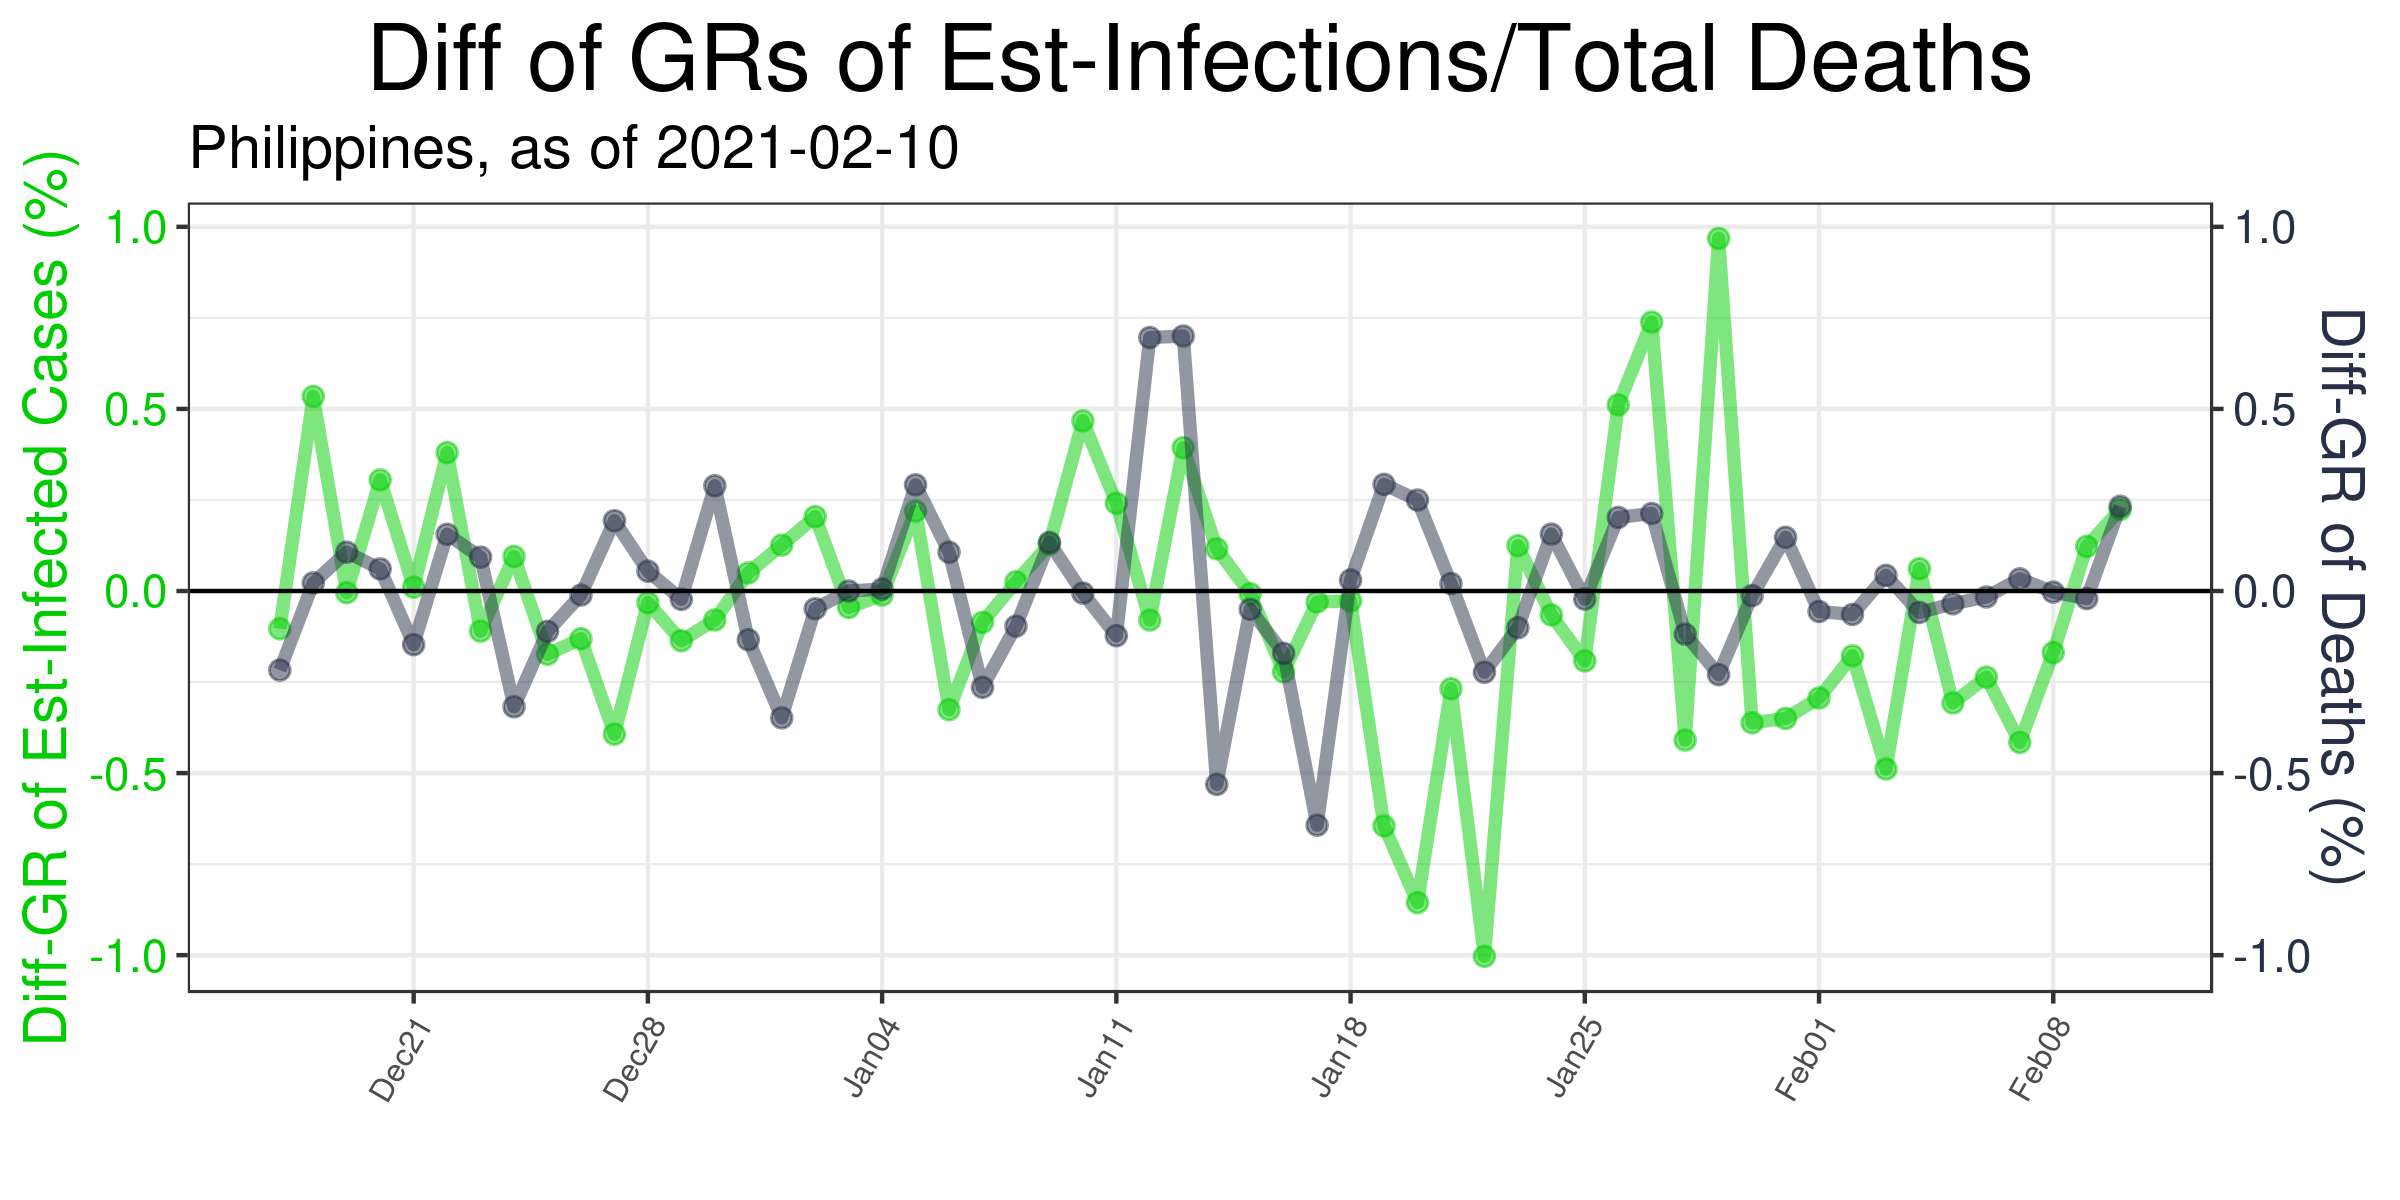 Diff of GRs of Est-Infections/Total Deaths
Philippines, as of 2021-02-10
Diff-GR of Est-Infected Cases (%)
1.0
0.5
0.0
-0.5
-1.0
1.0
0.5
0.0
-0.5
-1.0
Diff-GR of Deaths (%)
Dec21
Dec28
Jan04
Jan11
Jan18
Jan25
Feb01
Feb08